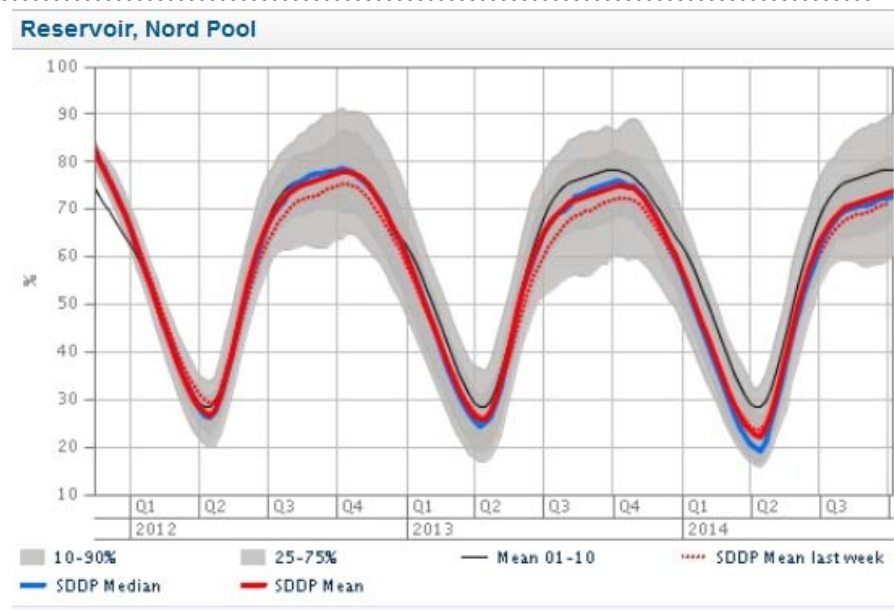 Reservoir, Nord Pool
100
90
80
70
60
50
40
30
20
10
%
Q1 Q2 Q3 Q4 Q1 Q2 Q3 Q4 Q1 Q2 Q3
2012 2013 2014
10-90% 25-75% Mean 01-10 SDDP Mean last week
SDDP Median SDDP Mean